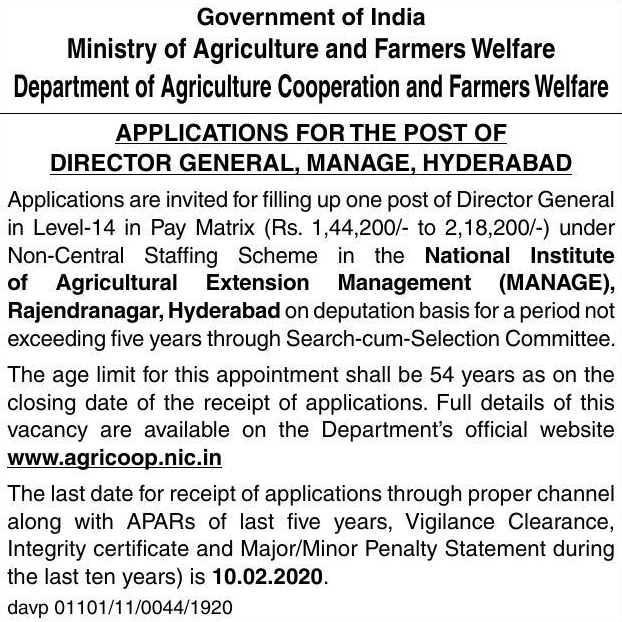 Government of India
Ministry of Agriculture and Farmers Welfare
Department of Agriculture Cooperation and Farmers Welfare
APPLICATIONS FOR THE POST OF
DIRECTOR GENERAL, MANAGE, HYDERABAD
Applications are invited for filling up one post of Director General
in Level-14 in Pay Matrix (Rs. 1,44,200/- to 2,18,200/-) under
Non-Central Staffing Scheme in the National Institute
of Agricultural Extension Management (MANAGE),
Rajendranagar, Hyderabad on deputation basis for a period not
exceeding five years through Search-cum-Selection Committee.
The age limit for this appointment shall be 54 years as on the
closing date of the receipt of applications. Full details of this
vacancy are available on the Department's official website
www.agricoop.nic.in
The last date for receipt of applications through proper channel
along with APARs of last five years, Vigilance Clearance,
Integrity certificate and Major/Minor Penalty Statement during
the last ten years) is 10.02.2020.
davp 01101/11/0044/1920